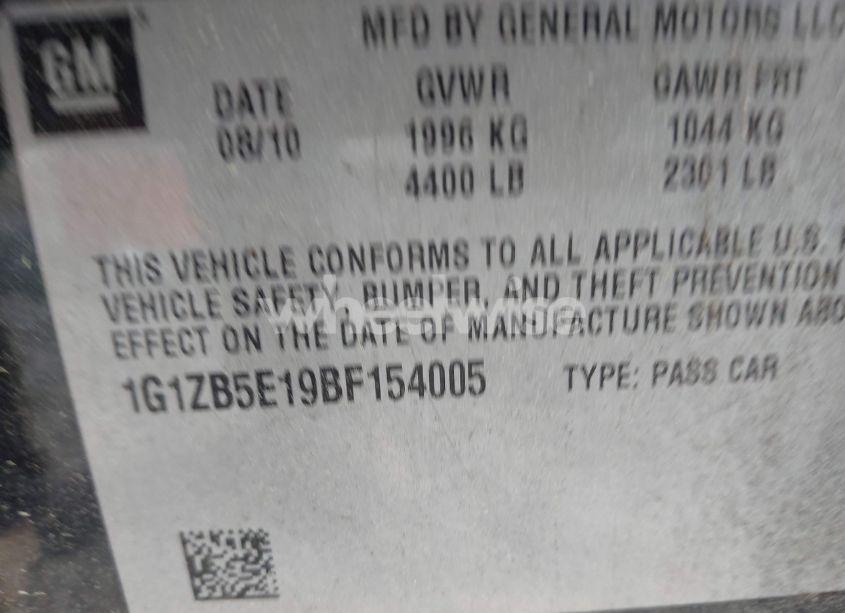 GM
MFD BY GENERAL MOTORS LLC
DATE GVWR GAWR FRT
08/10 1996 KG 1044 KG
4400 LB 2301 LB
THIS VEHICLE CONFORMS TO ALL APPLICABLE U.S.
VEHICLE SAFETY, BUMPER, AND THEFT PREVENTION
EFFECT ON THE DATE OF MANUFACTURE SHOWN ABO
1G1ZB5E19BF154005 TYPE: PASS CAR
wheelwise